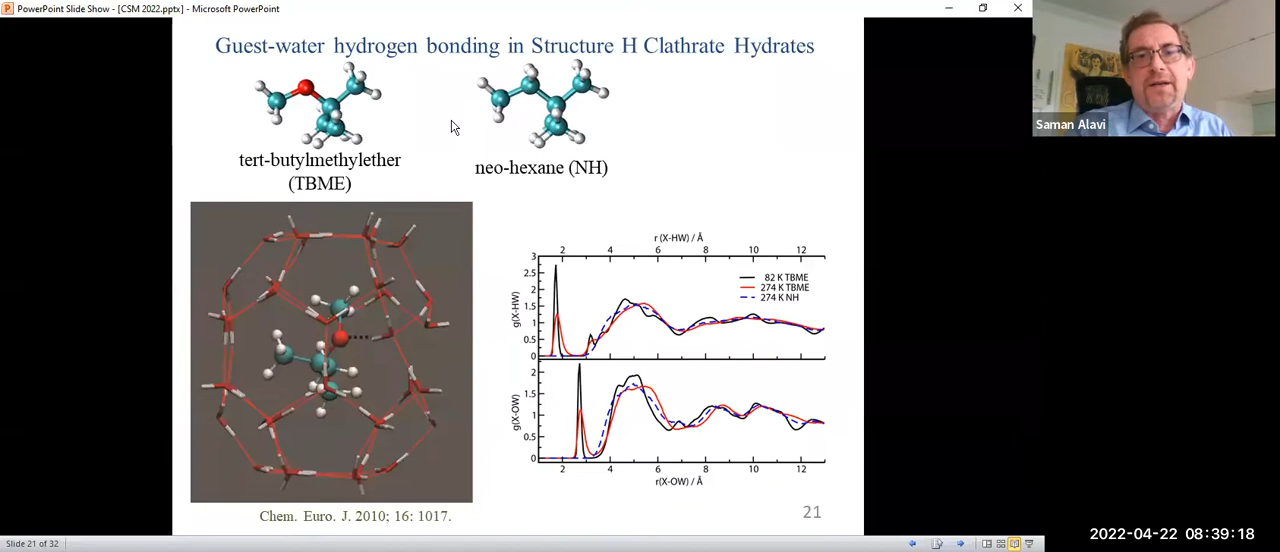 PowerPoint Slide Show - [CSM 2022.pptx] - Microsoft PowerPoint
Guest-water hydrogen bonding in Structure H Clathrate Hydrates
tert-butylmethylether
(TBME)
neo-hexane (NH)
r (X-HW) / Å
2 4 6 8 10 12
3
2.5
2
1.5
1
0.5
0
g(X-HW)
82 K TBME
274 K TBME
274 K NH
2
1.5
1
0.5
0
g(X-OW)
2 4 6 8 10 12
r(X-OW) / Å
Chem. Euro. J. 2010; 16: 1017.
21
Slide 21 of 32
Saman Alavi
2022-04-22 08:39:18